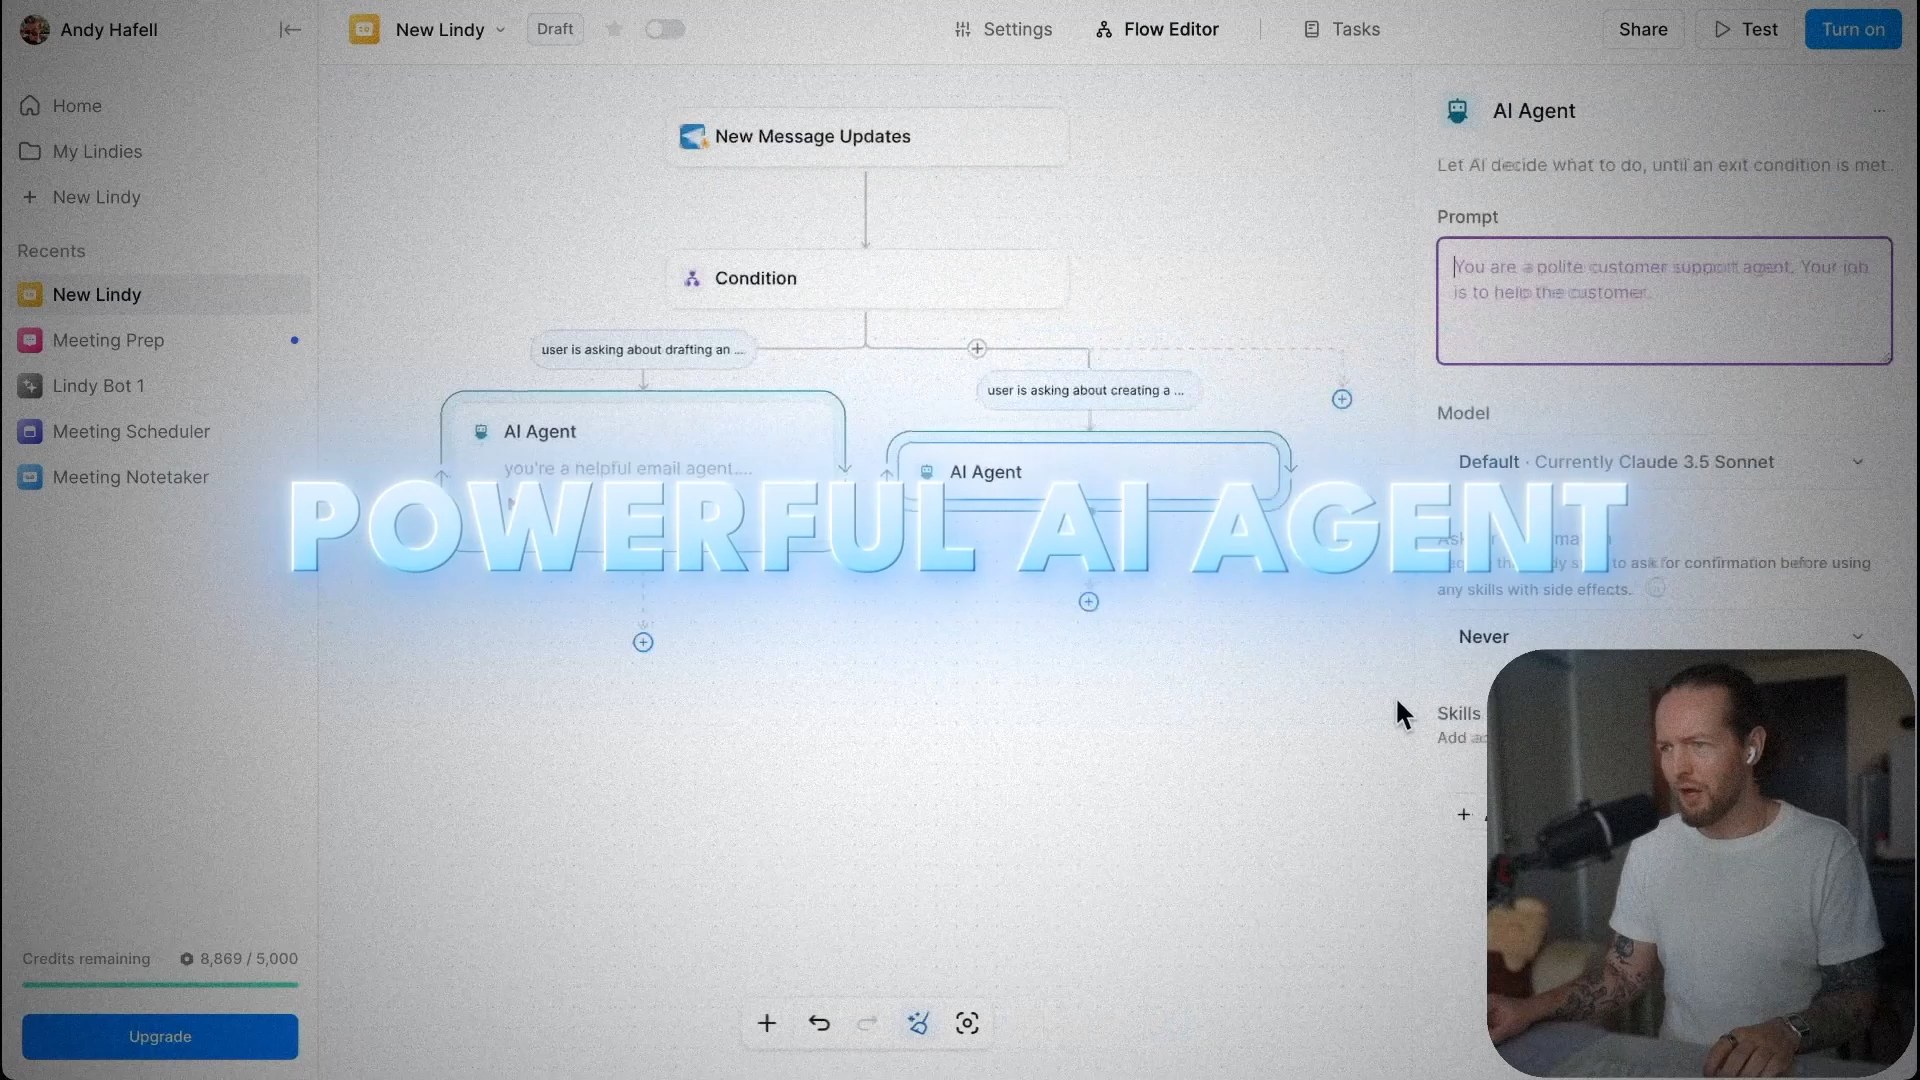 Andy Hafell
New Lindy
Draft
Settings
Flow Editor
Tasks
Share
Test
Turn on
Home
My Lindies
New Lindy
Recents
New Lindy
Meeting Prep
Lindy Bot 1
Meeting Scheduler
Meeting Notetaker
Credits remaining
8,869 / 5,000
Upgrade
New Message Updates
Condition
user is asking about drafting an ....
user is asking about creating a ...
AI Agent
you're a helpful email agent....
AI Agent
POWERFUL AI AGENT
AI Agent
Let AI decide what to do, until an exit condition is met.
Prompt
You are a polite customer support agent. Your job
is to help the customer.
Model
Default · Currently Claude 3.5 Sonnet
to ask for confirmation before using
any skills with side effects.
Never
Skills
Add